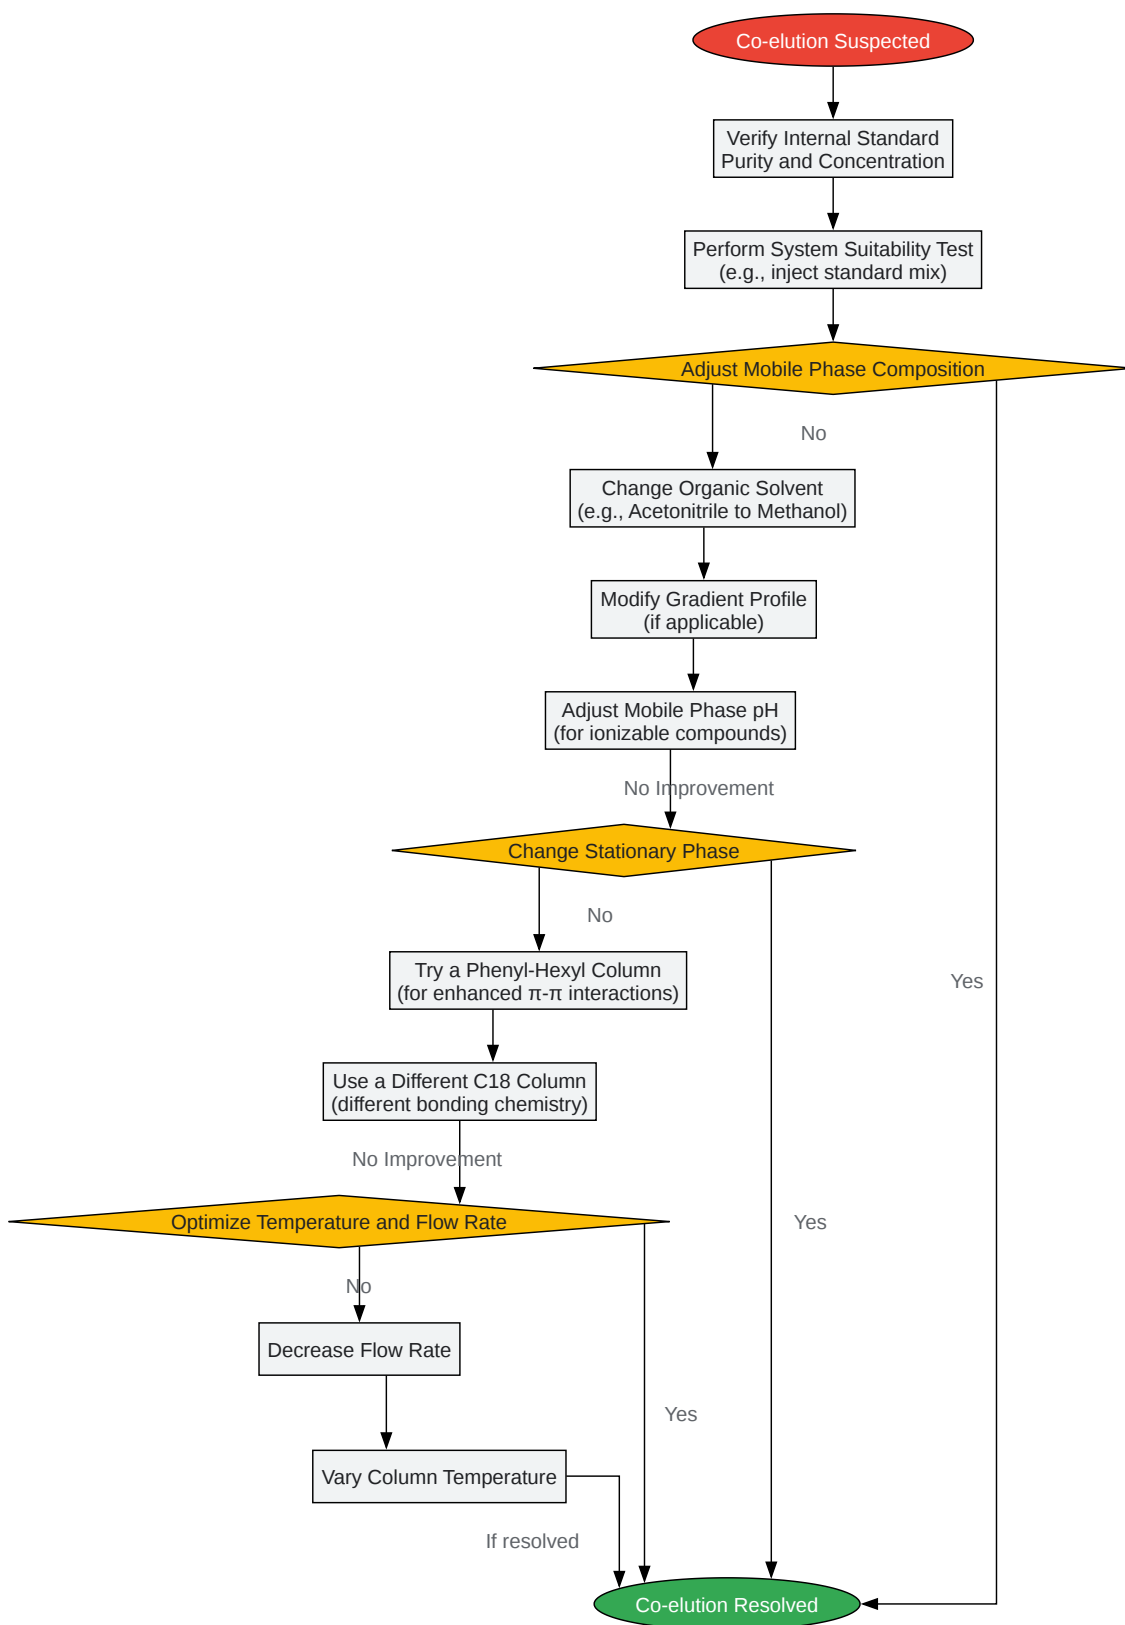 Co-elution Suspected
Verify Internal Standard
Purity and Concentration
Perform System Suitability Test
(e.g., inject standard mix)
Adjust Mobile Phase Composition
No
Change Organic Solvent
(e.g., Acetonitrile to Methanol)
Modify Gradient Profile
(if applicable)
Adjust Mobile Phase pH
(for ionizable compounds)
No Improvement
Change Stationary Phase
No
Try a Phenyl-Hexyl Column
(for enhanced π-π interactions)
Yes
Use a Different C18 Column
(different bonding chemistry)
No Improvement
Optimize Temperature and Flow Rate
Yes
No
Decrease Flow Rate
Yes
Vary Column Temperature
If resolved
Co-elution Resolved